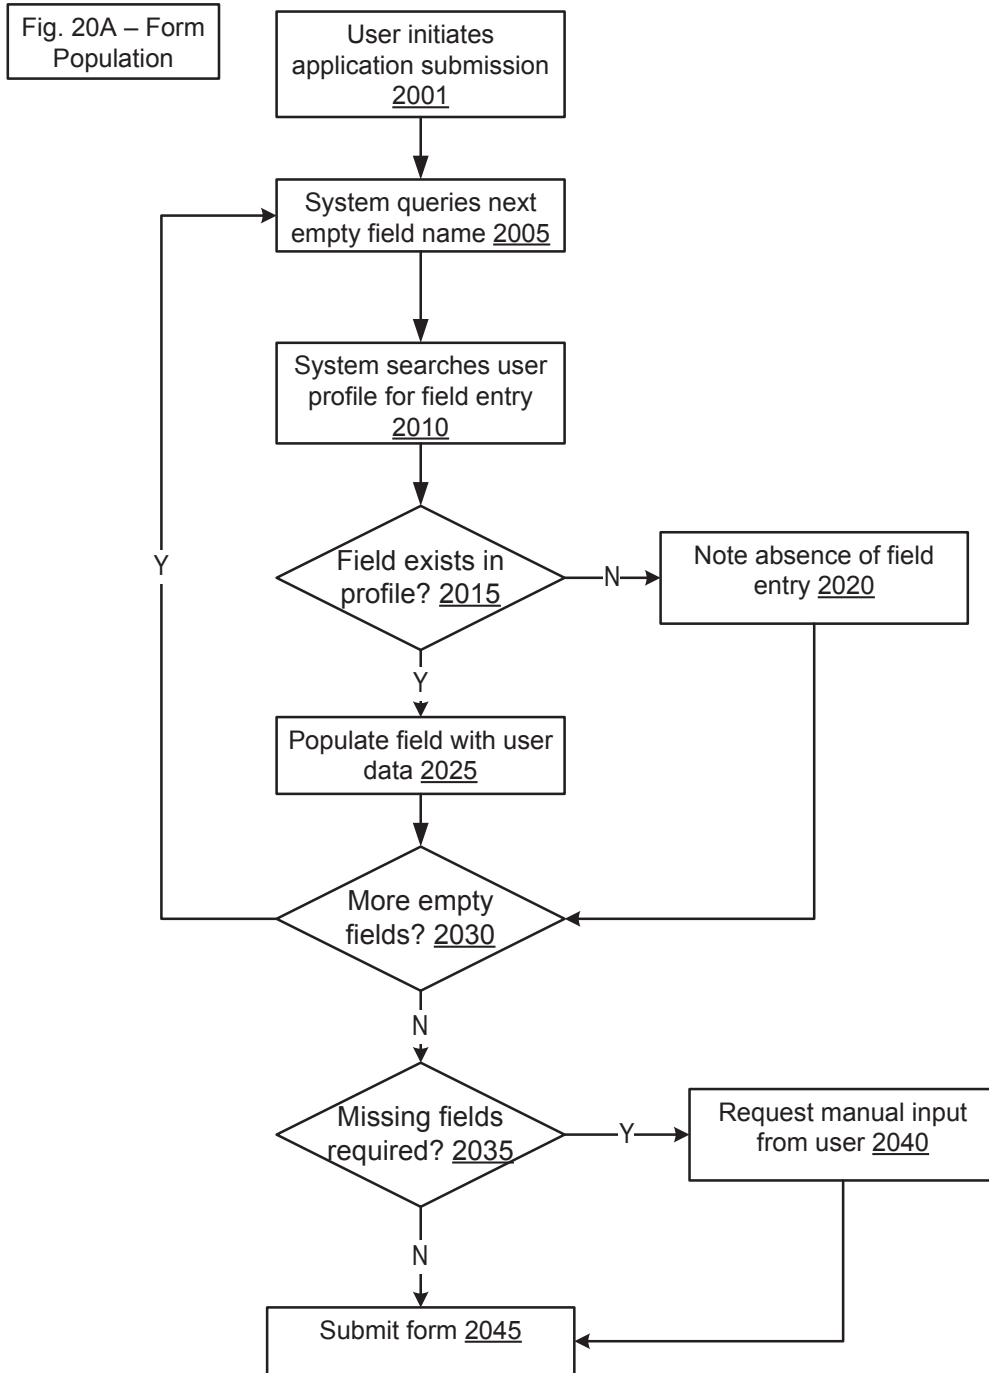 Fig. 20A – Form
Population
User initiates
application submission
2001
System queries next
empty field name 2005
System searches user
profile for field entry
2010
Field exists in
profile? 2015
N
Note absence of field
entry 2020
Y
Y
Populate field with user
data 2025
More empty
fields? 2030
N
Missing fields
required? 2035
Y
Request manual input
from user 2040
N
Submit form 2045